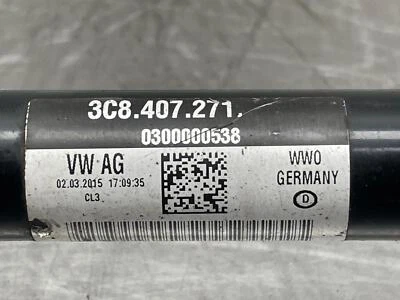 3C8.407.271.
0300000538
VW AG
02.03.2015 17:09:35
CL3
WWO
GERMANY
D